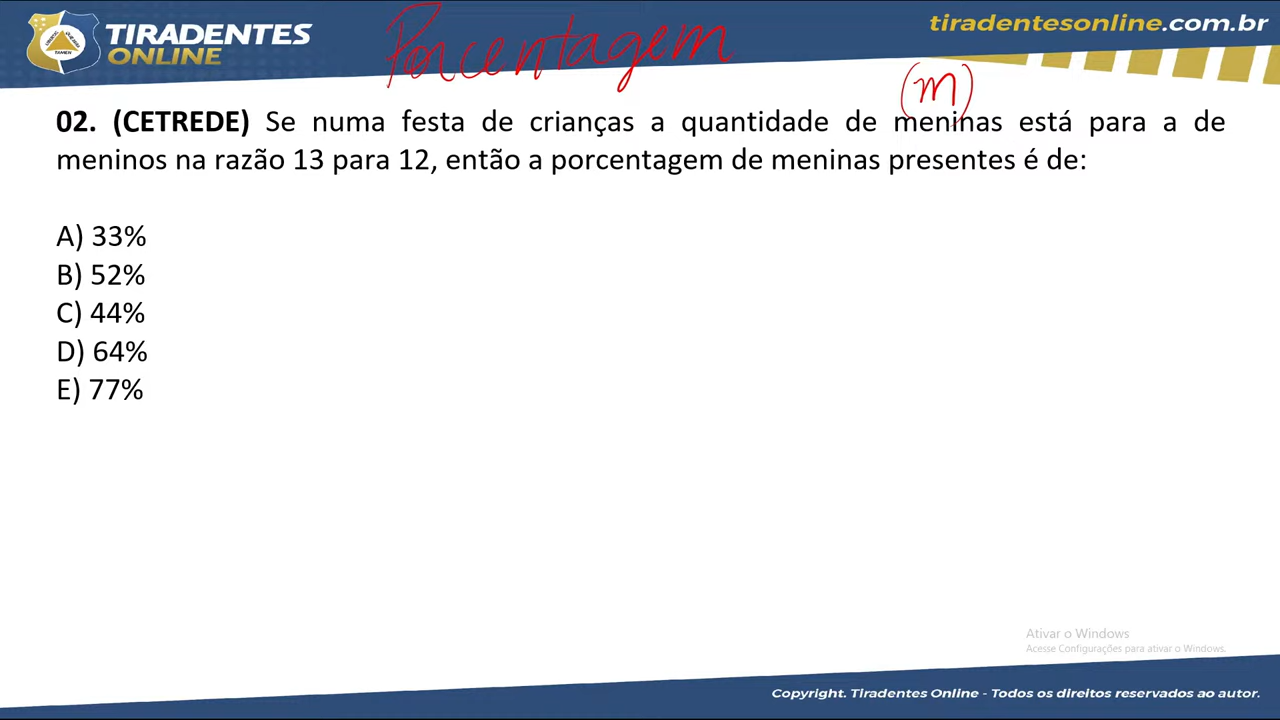 TIRADENTES
ONLINE
tiradentesonline.com.br
Porcentagem
(m)
02. (CETREDE) Se numa festa de crianças a quantidade de meninas está para a de
meninos na razão 13 para 12, então a porcentagem de meninas presentes é de:
A) 33%
B) 52%
C) 44%
D) 64%
E) 77%
Ativar o Windows
Acesse Configurações para ativar o Windows.
Copyright. Tiradentes Online - Todos os direitos reservados ao autor.